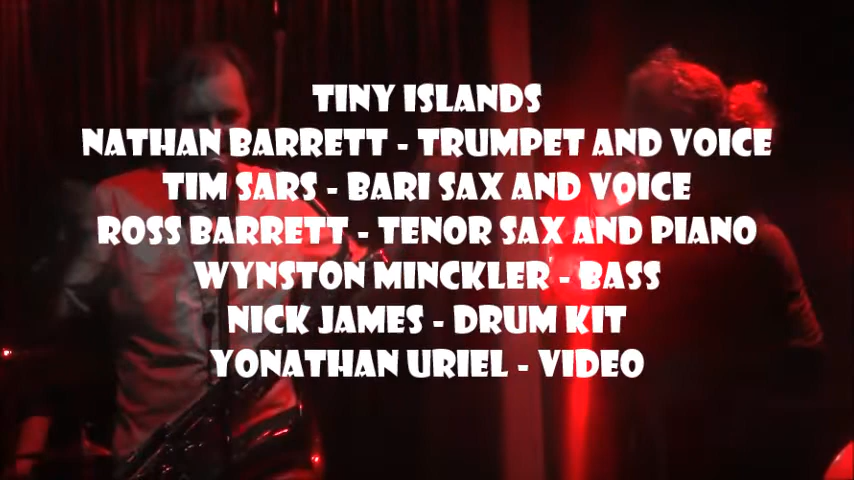 TINY ISLANDS
NATHAN BARRETT - TRUMPET AND VOICE
TIM SARS - BARI SAX AND VOICE
ROSS BARRETT - TENOR SAX AND PIANO
WYNSTON MINCKLER - BASS
NICK JAMES - DRUM KIT
YONATHAN URIEL - VIDEO